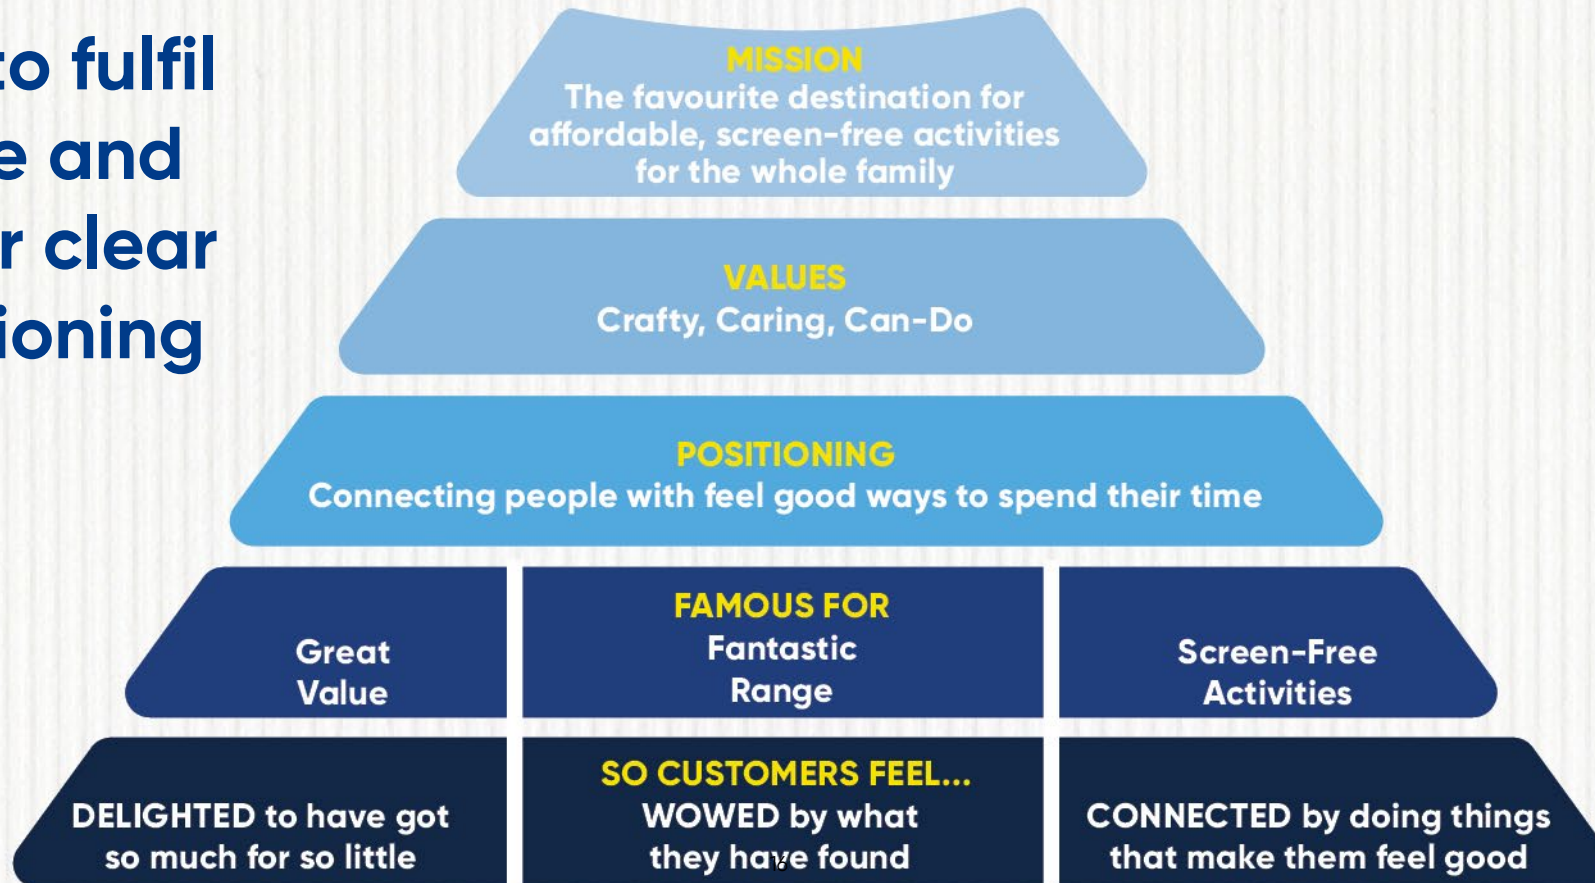 to fulfil
e and
r clear
ioning
MISSION
The favourite destination for
affordable, screen-free activities
for the whole family
VALUES
Crafty, Caring, Can-Do
POSITIONING
Connecting people with feel good ways to spend their time
FAMOUS FOR
Great
Value
Fantastic
Range
Screen-Free
Activities
SO CUSTOMERS FEEL...
DELIGHTED to have got
so much for so little
WOWED by what
they have found
CONNECTED by doing things
that make them feel good
16